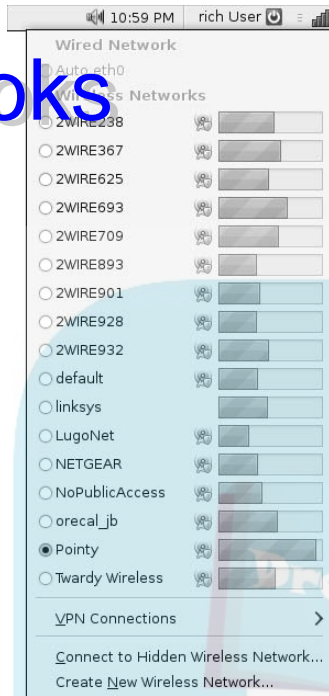 10:59 PM rich User
Wired Network
Auto eth0
oks
Wireless Networks
2WIRE238
2WIRE367
2WIRE625
2WIRE693
2WIRE709
2WIRE893
2WIRE901
2WIRE928
2WIRE932
default
linksys
LugoNet
NETGEAR
NoPublicAccess
orecal_jb
Pointy
Twardy Wireless
VPN Connections
Connect to Hidden Wireless Network...
Create New Wireless Network...